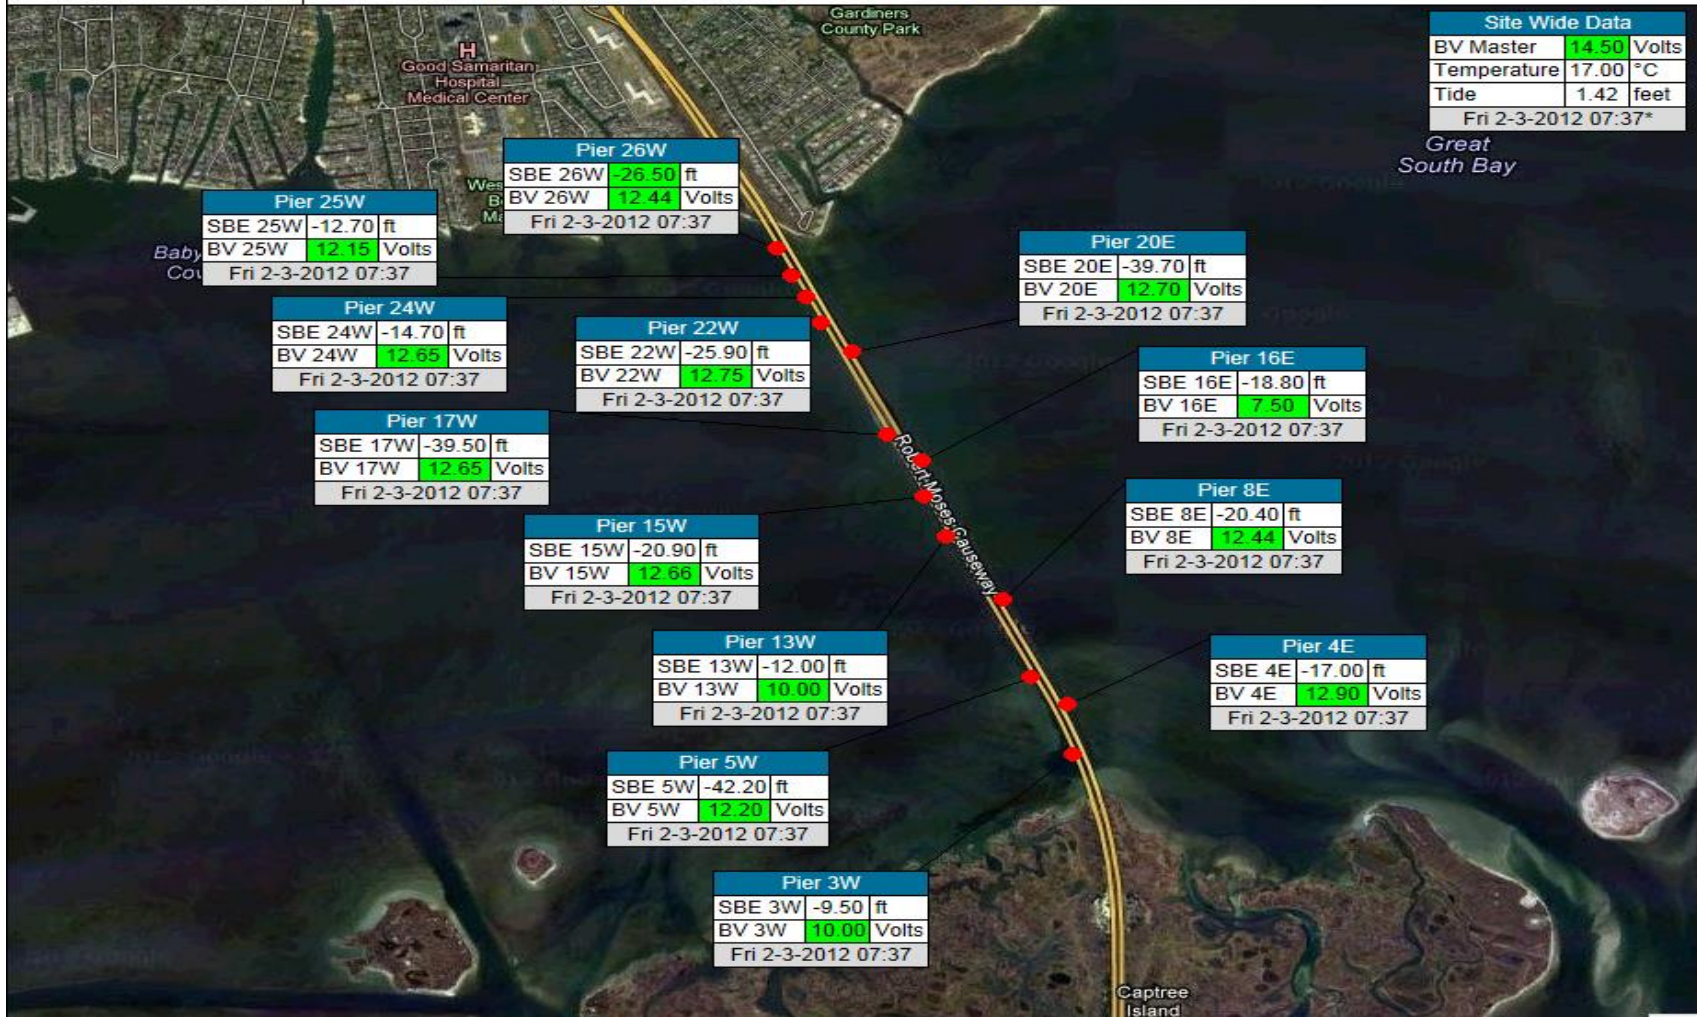 Gardiners
County Park
H
Good Samaritan
Hospital
Medical Center
Site Wide Data
BV Master 14.50 Volts
Temperature 17.00 °C
Tide 1.42 feet
Fri 2-3-2012 07:37*
Great
South Bay
Pier 26W
SBE 26W -26.50 ft
BV 26W 12.44 Volts
Fri 2-3-2012 07:37
Pier 25W
SBE 25W -12.70 ft
BV 25W 12.15 Volts
Fri 2-3-2012 07:37
Pier 20E
SBE 20E -39.70 ft
BV 20E 12.70 Volts
Fri 2-3-2012 07:37
Pier 24W
SBE 24W -14.70 ft
BV 24W 12.65 Volts
Fri 2-3-2012 07:37
Pier 22W
SBE 22W -25.90 ft
BV 22W 12.75 Volts
Fri 2-3-2012 07:37
Pier 16E
SBE 16E -18.80 ft
BV 16E 7.50 Volts
Fri 2-3-2012 07:37
Pier 17W
SBE 17W -39.50 ft
BV 17W 12.65 Volts
Fri 2-3-2012 07:37
Robert Moses Causeway
Pier 8E
SBE 8E -20.40 ft
BV 8E 12.44 Volts
Fri 2-3-2012 07:37
Pier 15W
SBE 15W -20.90 ft
BV 15W 12.66 Volts
Fri 2-3-2012 07:37
Pier 13W
SBE 13W -12.00 ft
BV 13W 10.00 Volts
Fri 2-3-2012 07:37
Pier 4E
SBE 4E -17.00 ft
BV 4E 12.90 Volts
Fri 2-3-2012 07:37
Pier 5W
SBE 5W -42.20 ft
BV 5W 12.20 Volts
Fri 2-3-2012 07:37
Pier 3W
SBE 3W -9.50 ft
BV 3W 10.00 Volts
Fri 2-3-2012 07:37
Captree
Island